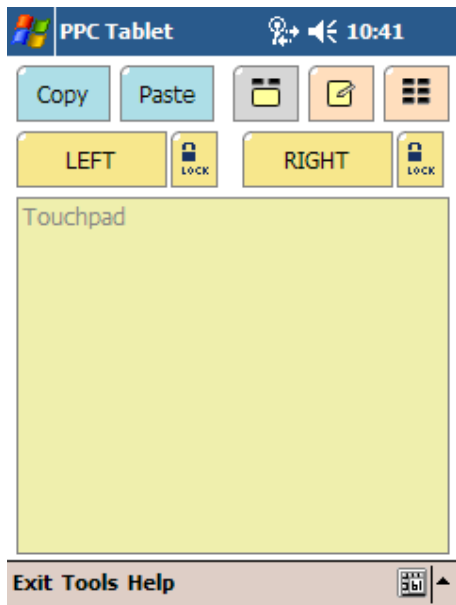 PPC Tablet 10:41
Copy Paste
LEFT LOCK RIGHT LOCK
Touchpad
Exit Tools Help